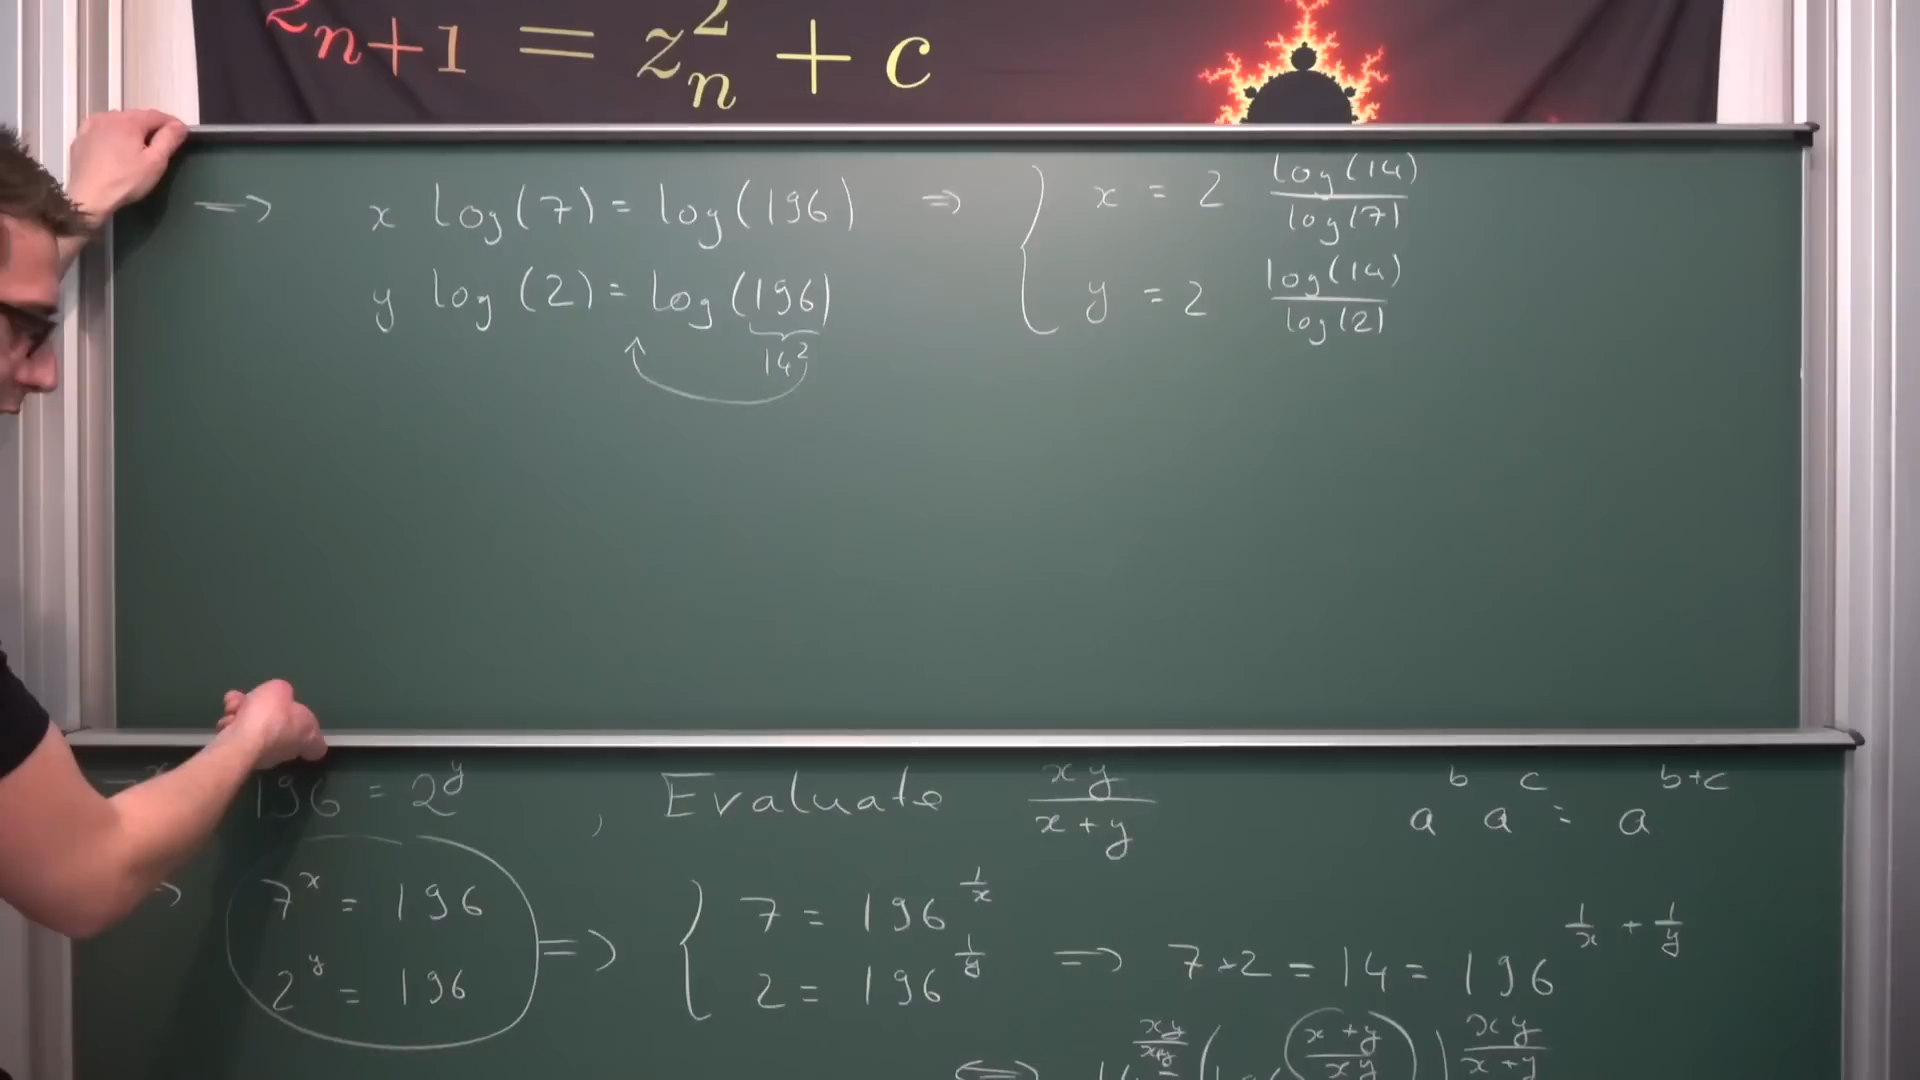 z_{n+1} = z_n^2 + c
⇒ x log(7) = log(196) ⇒ { x = 2 log(14)/log(7)
y log(2) = log(196) y = 2 log(14)/log(2)
14²
196 = 2^y , Evaluate xy/(x+y) a^b a^c = a^{b+c}
⇒ 7^x = 196 ⇒ { 7 = 196^{1/x}
2^y = 196 2 = 196^{1/y} ⇒ 7·2 = 14 = 196^{1/x + 1/y}
⇔ xy/(x+y) ( (x+y)/xy ) xy/(x+y)